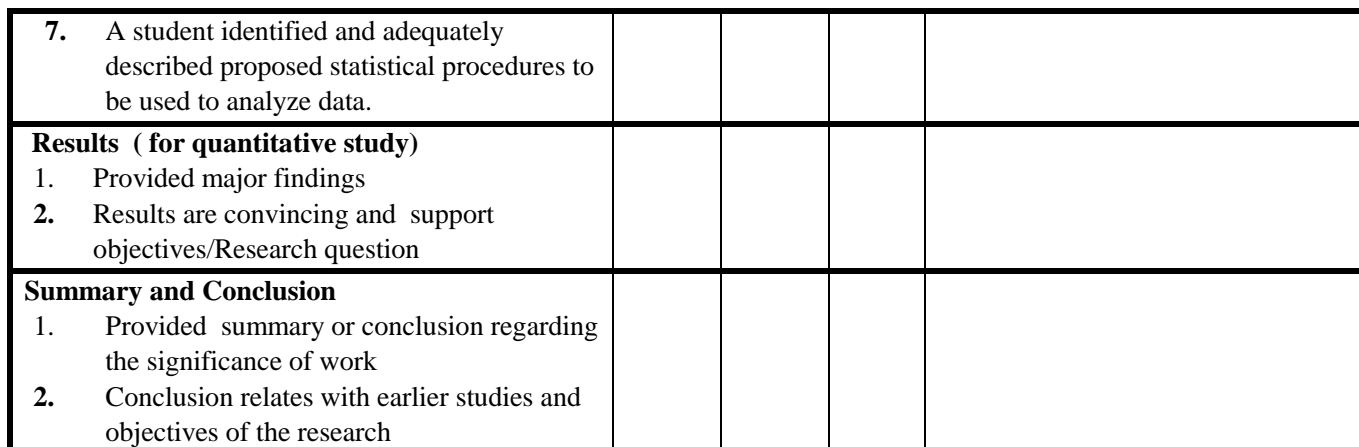 7. A student identified and adequately
described proposed statistical procedures to
be used to analyze data.
Results ( for quantitative study)
1. Provided major findings
2. Results are convincing and support
objectives/Research question
Summary and Conclusion
1. Provided summary or conclusion regarding
the significance of work
2. Conclusion relates with earlier studies and
objectives of the research